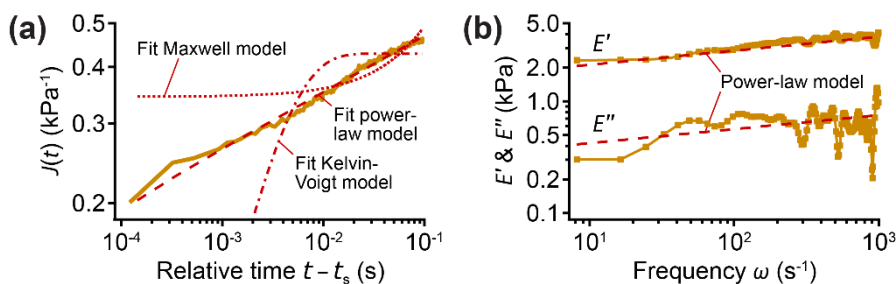 (a)
J(t) (kPa⁻¹)
0.5
0.4
0.3
0.2
Fit Maxwell model
Fit power-
law model
Fit Kelvin-
Voigt model
10⁻⁴
10⁻³
10⁻²
10⁻¹
Relative time t – tₛ (s)
(b)
E′ & E″ (kPa)
5.0
2.0
1.0
0.5
0.2
0.1
E′
Power-law
model
E″
10¹
10²
10³
Frequency ω (s⁻¹)